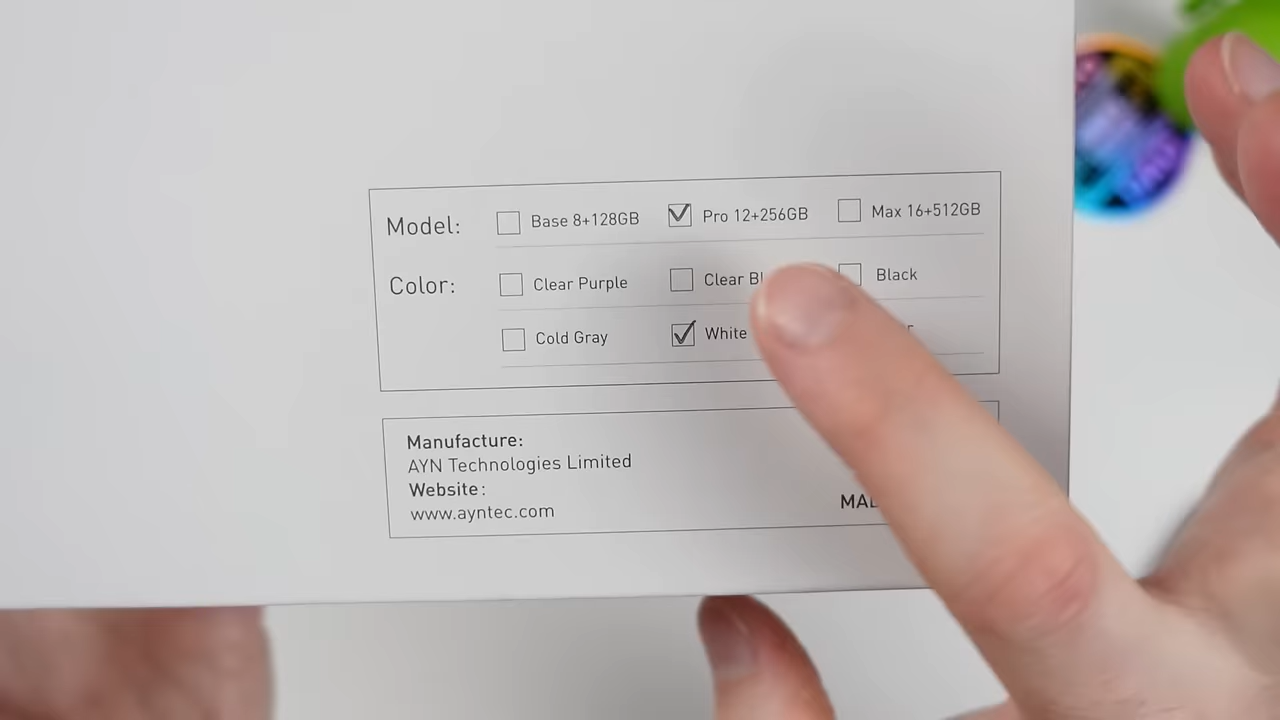 Model: Base 8+128GB Pro 12+256GB Max 16+512GB
Color: Clear Purple Clear Black
Cold Gray White
Manufacture:
AYN Technologies Limited
Website:
www.ayntec.com